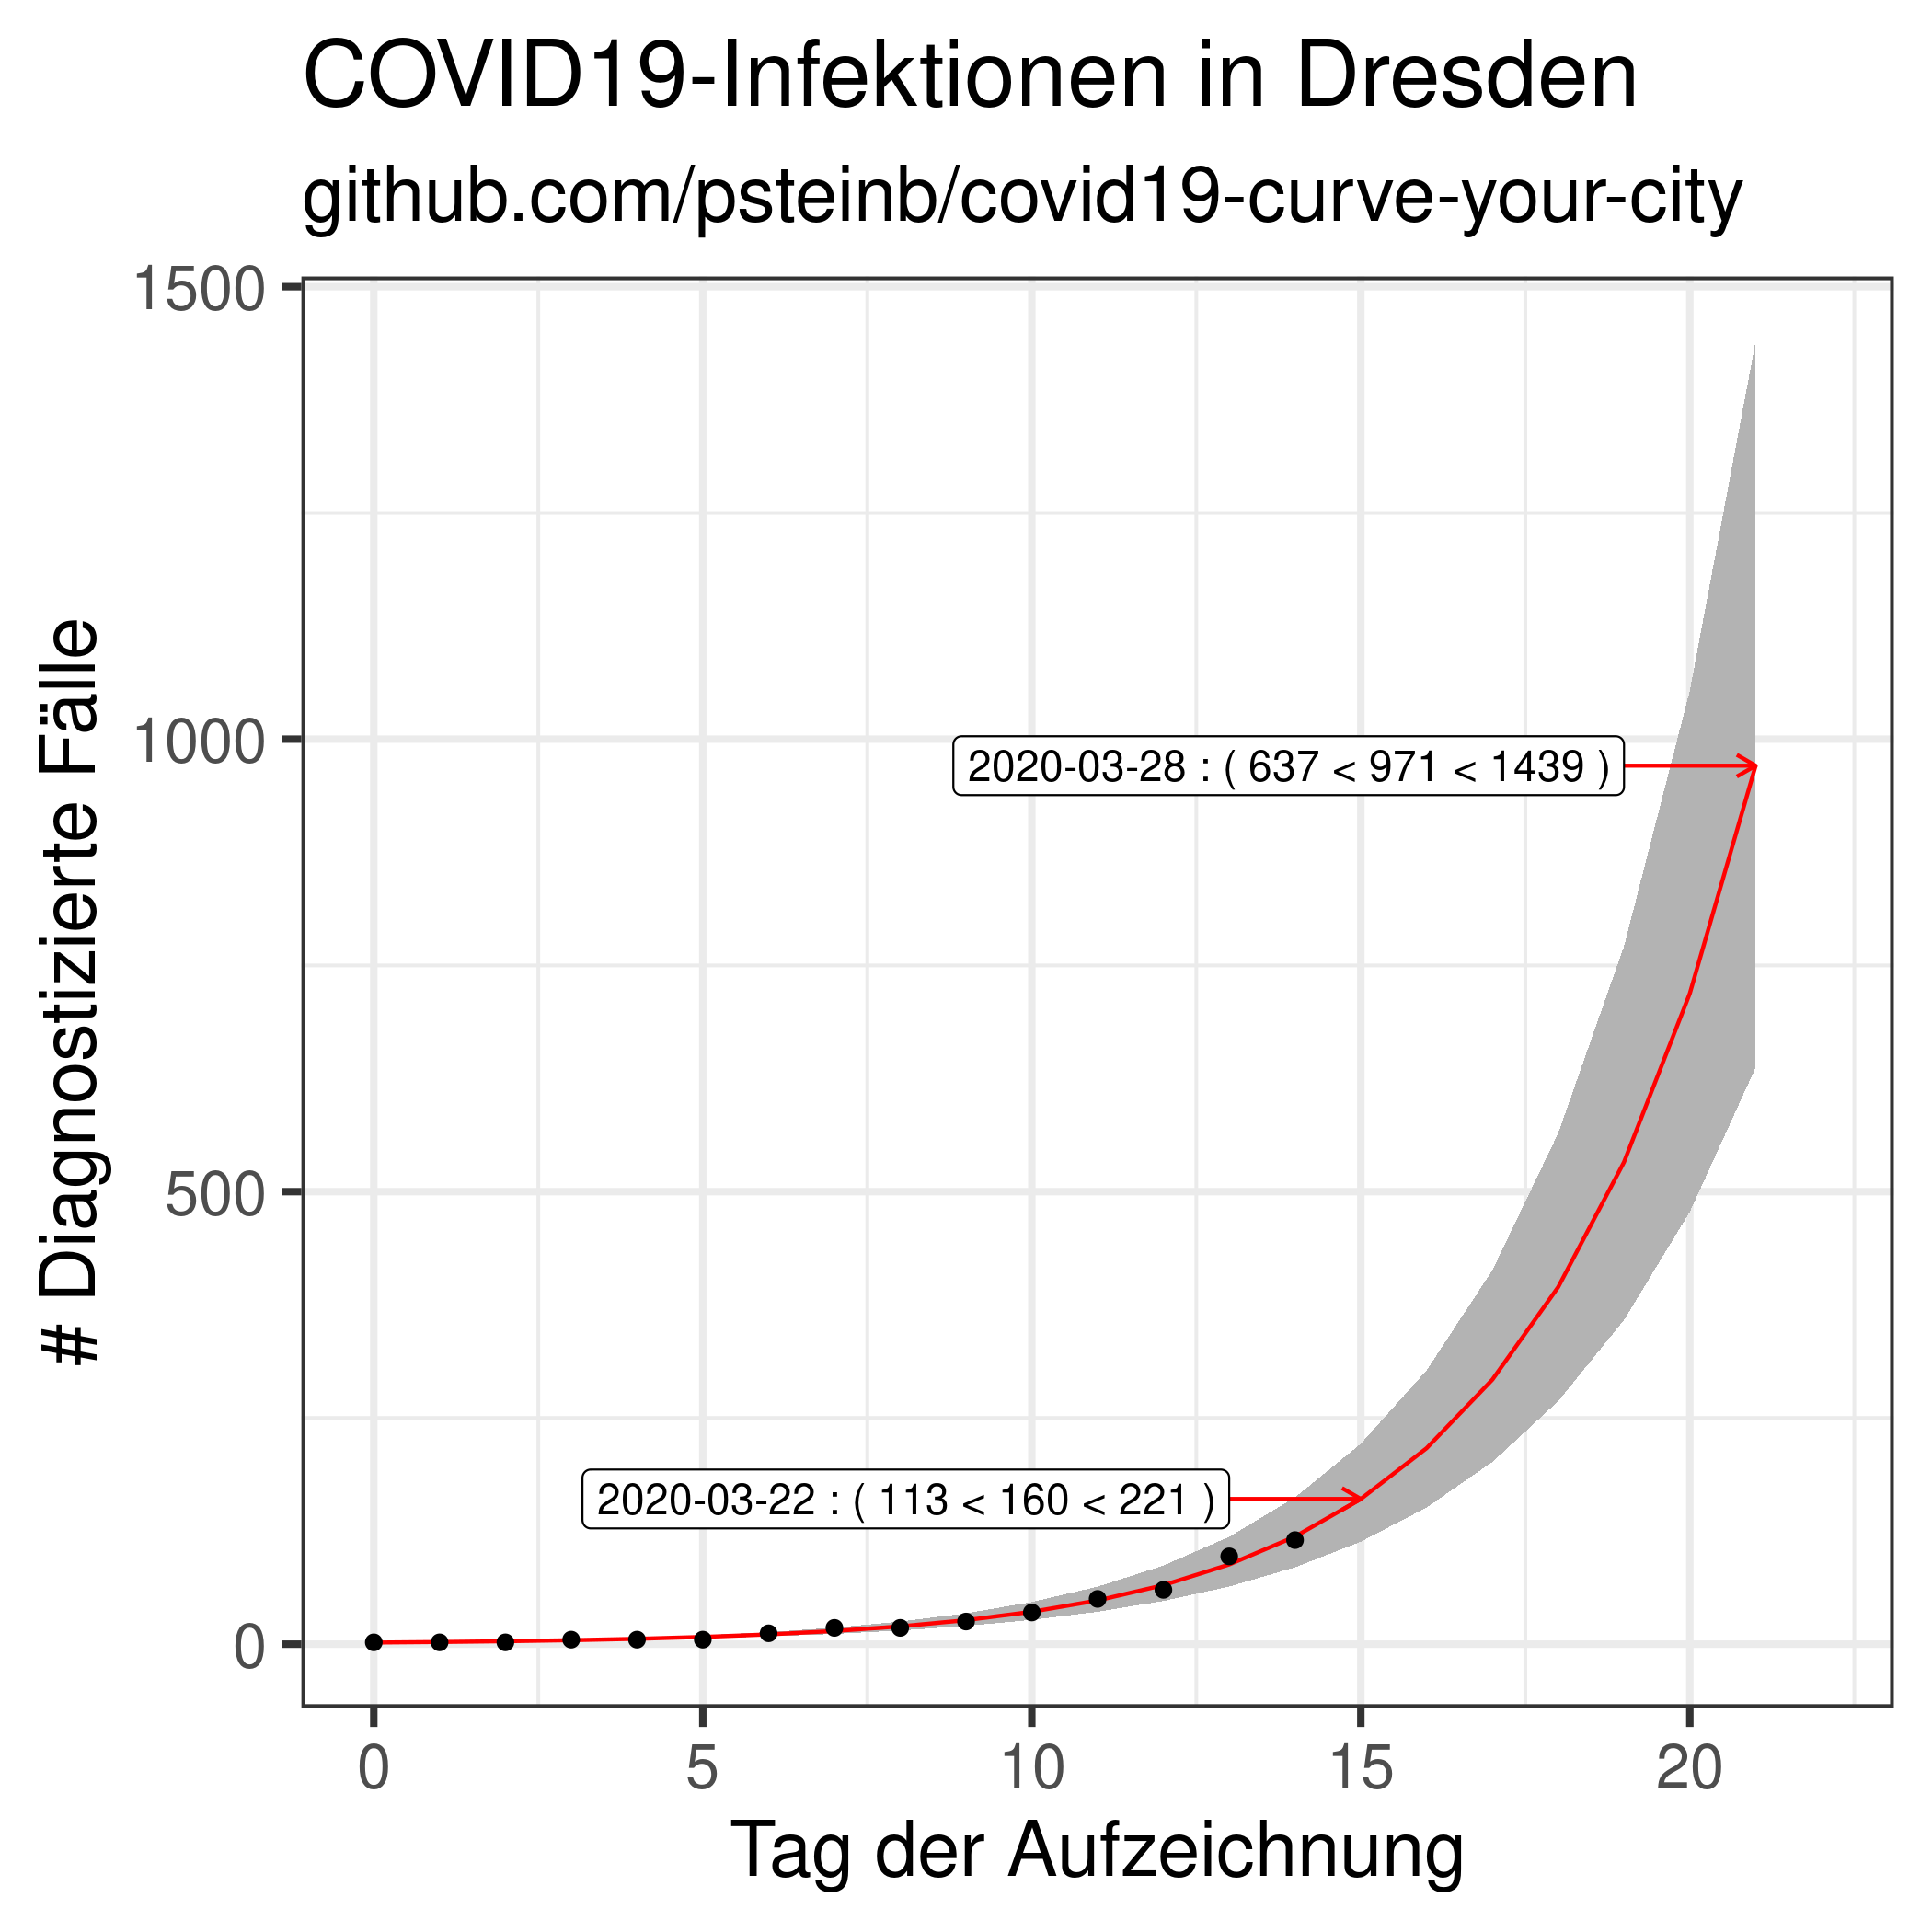 COVID19-Infektionen in Dresden
github.com/psteinb/covid19-curve-your-city
# Diagnostizierte Fälle
1500
1000
500
0
2020-03-28 : ( 637 < 971 < 1439 )
2020-03-22 : ( 113 < 160 < 221 )
0 5 10 15 20
Tag der Aufzeichnung